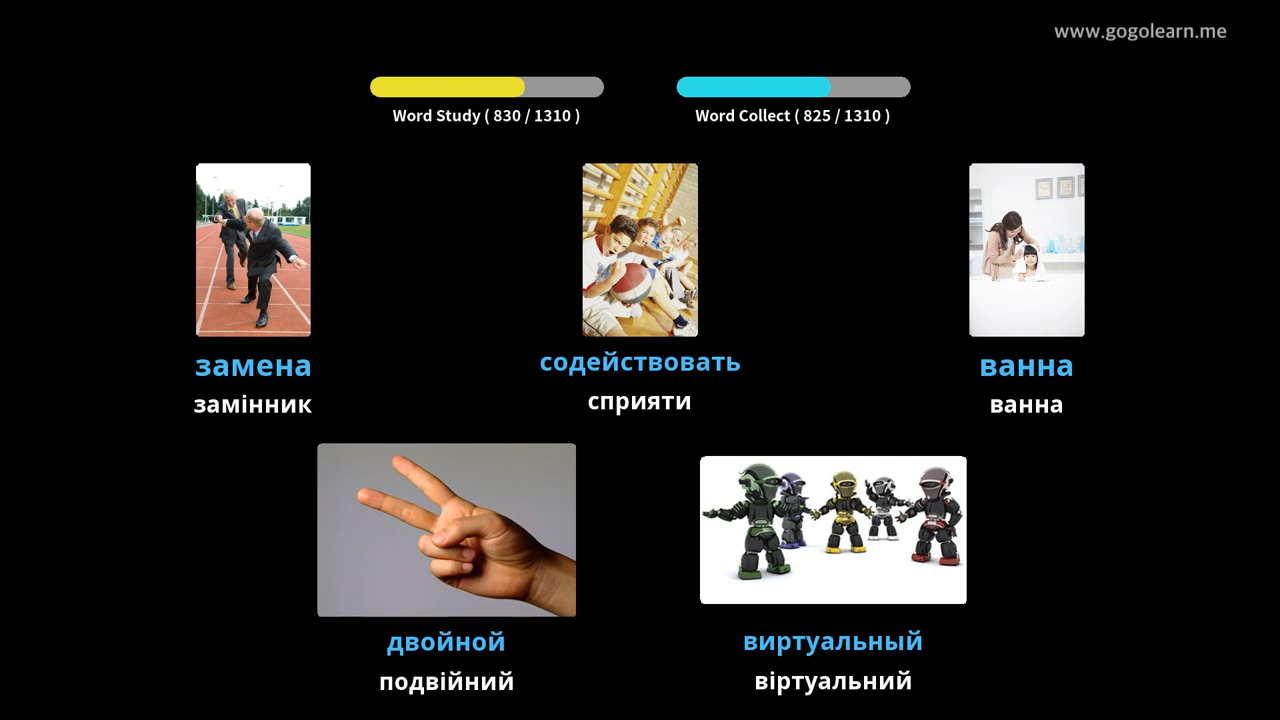 www.gogolearn.me
Word Study ( 830 / 1310 )
Word Collect ( 825 / 1310 )
замена
замінник
содействовать
сприяти
ванна
ванна
двойной
подвійний
виртуальный
віртуальний